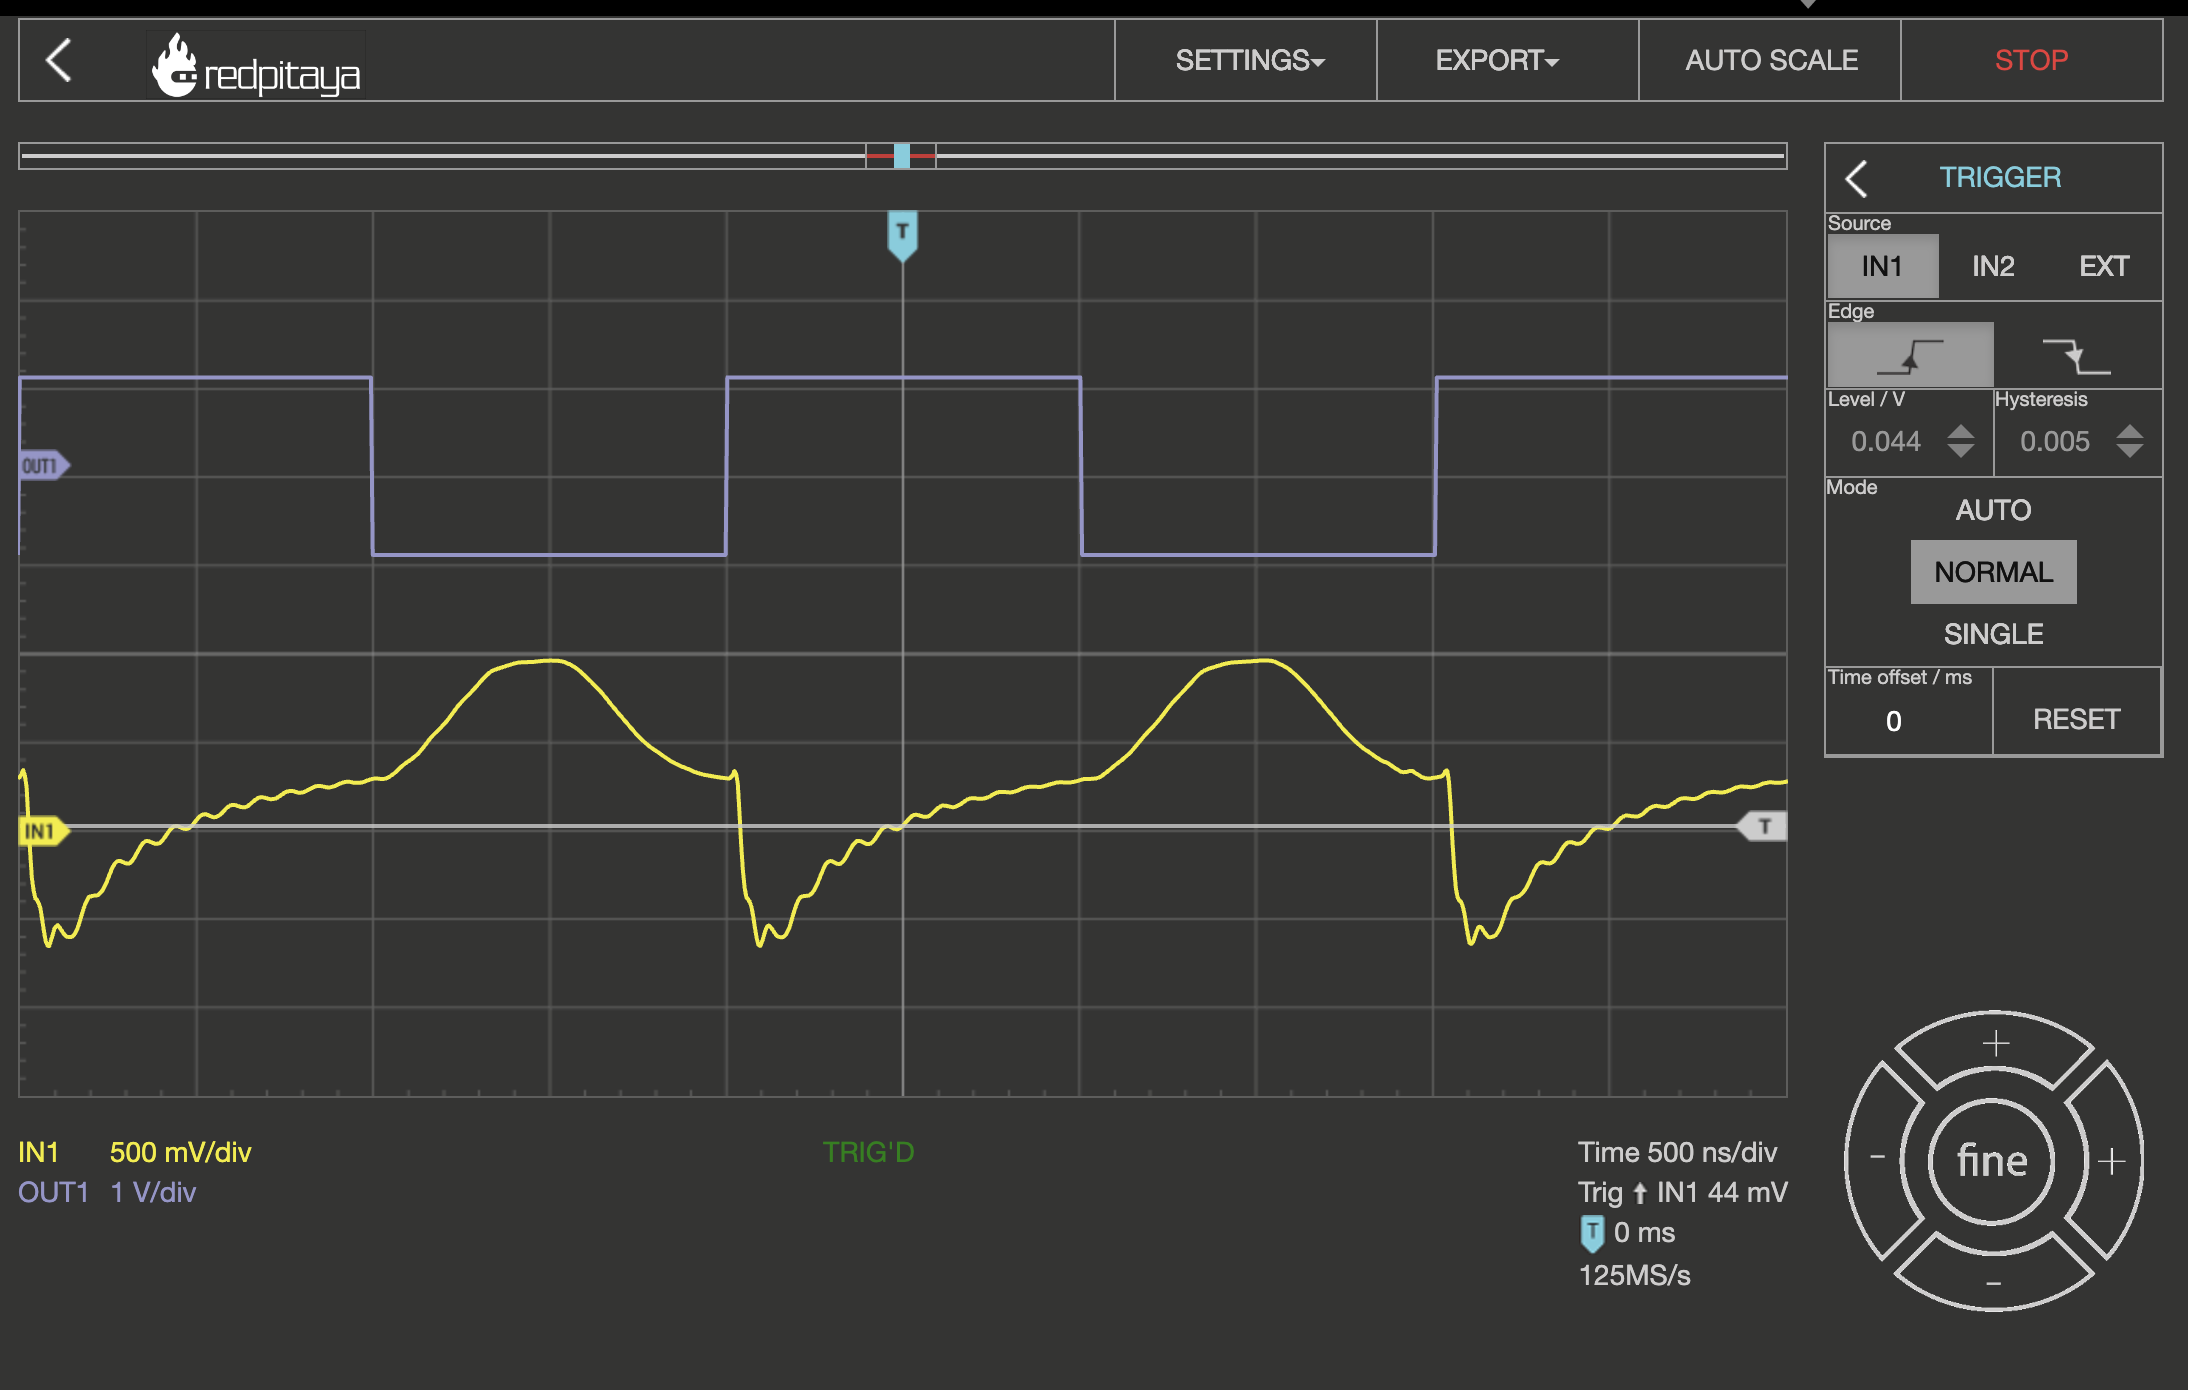 redpitaya
SETTINGS
EXPORT
AUTO SCALE
STOP
TRIGGER
Source
IN1 IN2 EXT
Edge
Level / V Hysteresis
0.044 0.005
Mode
AUTO
NORMAL
SINGLE
Time offset / ms
0 RESET
T
OUT1
IN1
T
IN1 500 mV/div
OUT1 1 V/div
TRIG'D
Time 500 ns/div
Trig ↑ IN1 44 mV
T 0 ms
125MS/s
+
- fine +
-